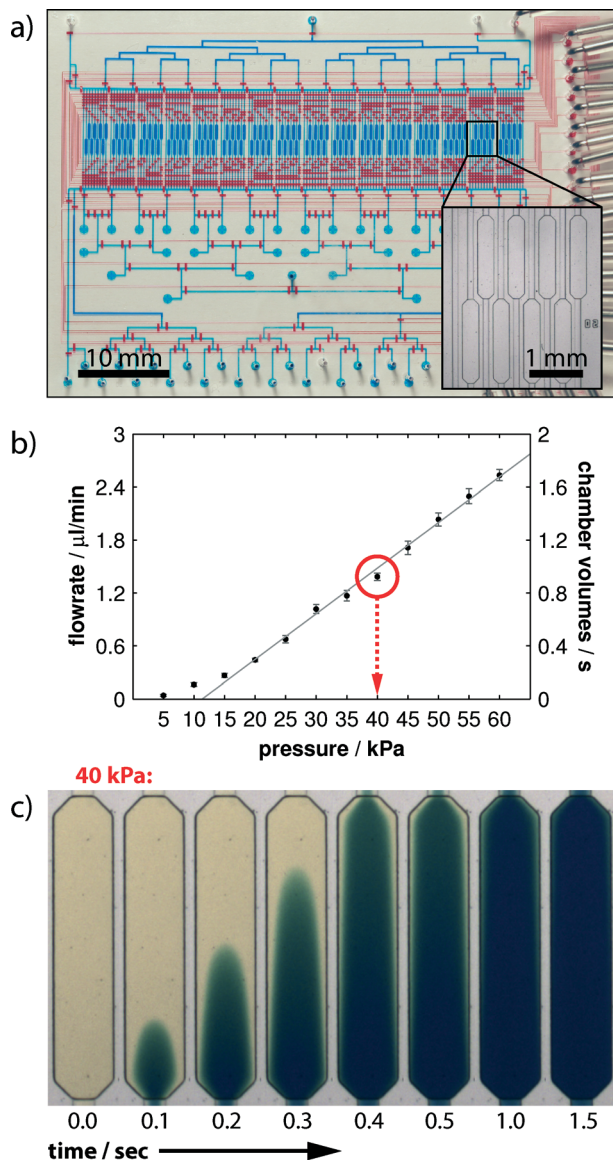 a)
10 mm
1 mm
b)
3
2.4
1.8
1.2
0.6
0
flowrate / µl/min
2
1.6
1.2
0.8
0.4
0
chamber volumes / s
5 10 15 20 25 30 35 40 45 50 55 60
pressure / kPa
40 kPa:
c)
0.0 0.1 0.2 0.3 0.4 0.5 1.0 1.5
time / sec